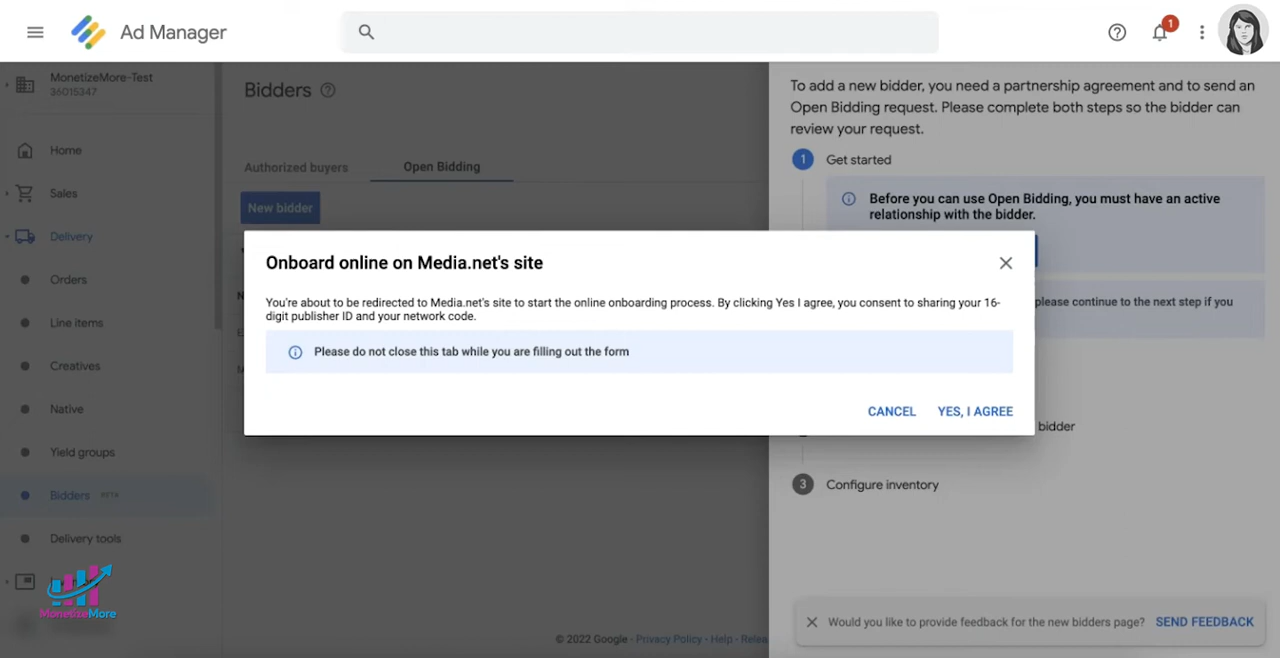 Ad Manager
1
MonetizeMore-Test
36015347
Home
Sales
Delivery
Orders
Line items
Creatives
Native
Yield groups
Bidders BETA
Delivery tools
MonetizeMore
Bidders
Authorized buyers
Open Bidding
New bidder
Onboard online on Media.net's site
You're about to be redirected to Media.net's site to start the online onboarding process. By clicking Yes I agree, you consent to sharing your 16-
digit publisher ID and your network code.
Please do not close this tab while you are filling out the form
CANCEL YES, I AGREE
To add a new bidder, you need a partnership agreement and to send an
Open Bidding request. Please complete both steps so the bidder can
review your request.
1 Get started
Before you can use Open Bidding, you must have an active
relationship with the bidder.
please continue to the next step if you
bidder
3 Configure inventory
Would you like to provide feedback for the new bidders page? SEND FEEDBACK
© 2022 Google - Privacy Policy - Help - Relea